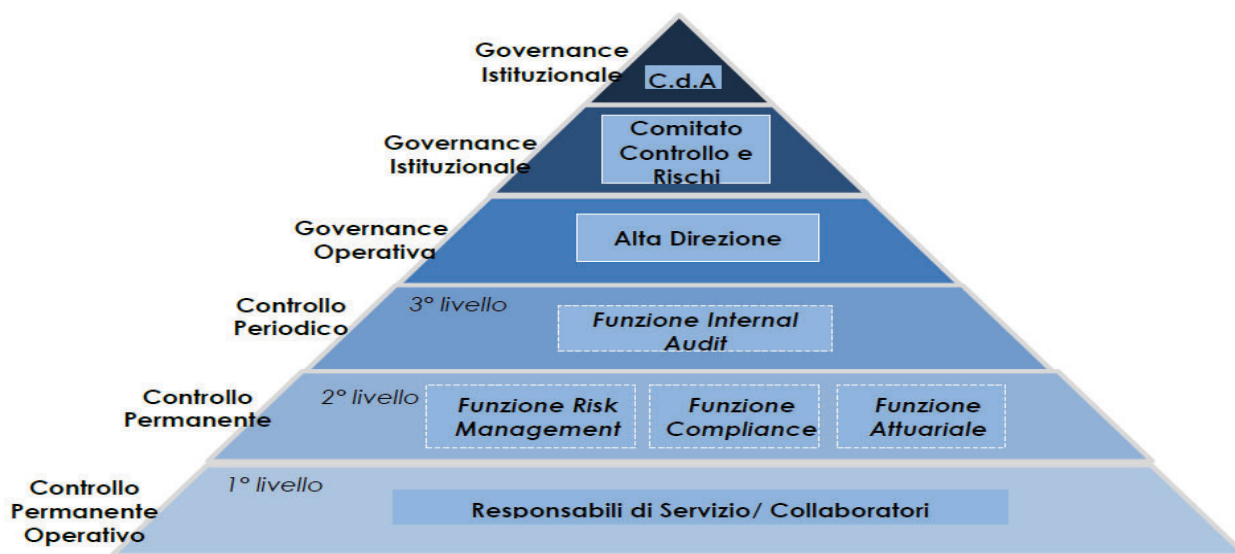 Governance
Istituzionale
C.d.A
Governance
Istituzionale
Comitato
Controllo e
Rischi
Governance
Operativa
Alta Direzione
Controllo
Periodico
3° livello
Funzione Internal
Audit
Controllo
Permanente
2° livello
Funzione Risk
Management
Funzione
Compliance
Funzione
Attuariale
Controllo
Permanente
Operativo
1° livello
Responsabili di Servizio/ Collaboratori